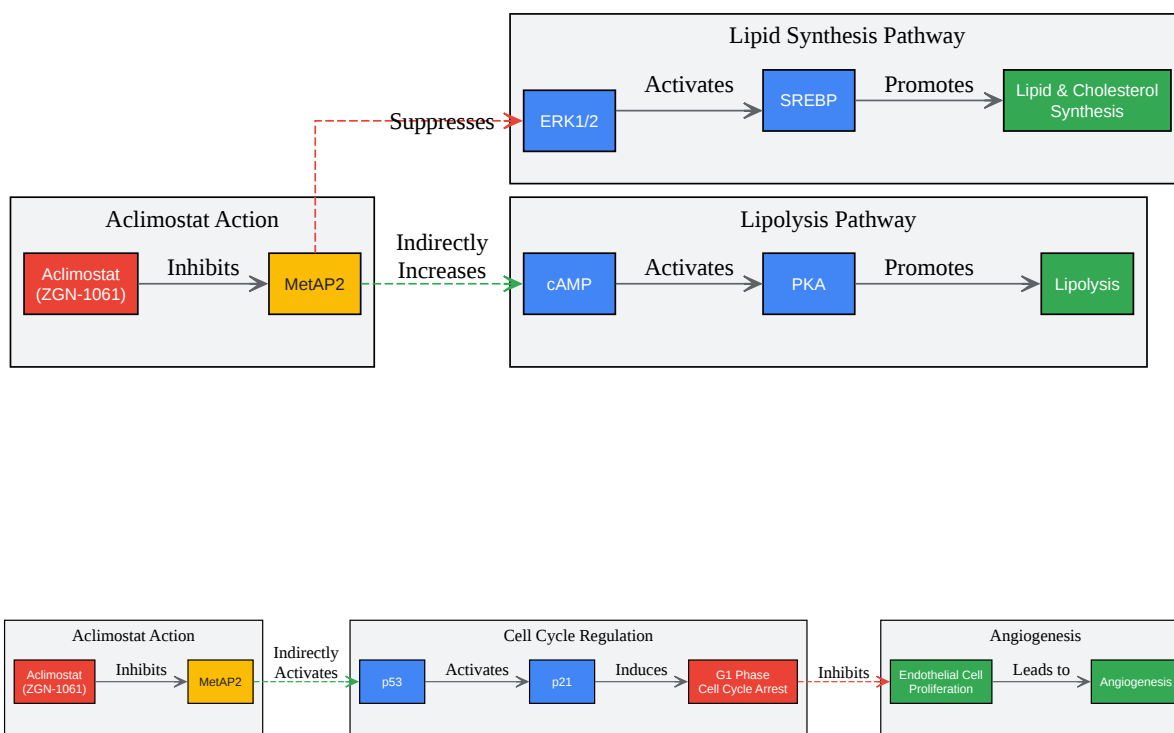 Lipid Synthesis Pathway
ERK1/2
Activates
SREBP
Promotes
Lipid & Cholesterol
Synthesis
Suppresses
Aclimostat Action
Aclimostat
(ZGN-1061)
Inhibits
MetAP2
Indirectly
Increases
Lipolysis Pathway
cAMP
Activates
PKA
Promotes
Lipolysis
Aclimostat Action
Aclimostat
(ZGN-1061)
Inhibits
MetAP2
Indirectly
Activates
Cell Cycle Regulation
p53
Activates
p21
Induces
G1 Phase
Cell Cycle Arrest
Inhibits
Angiogenesis
Endothelial Cell
Proliferation
Leads to
Angiogenesis